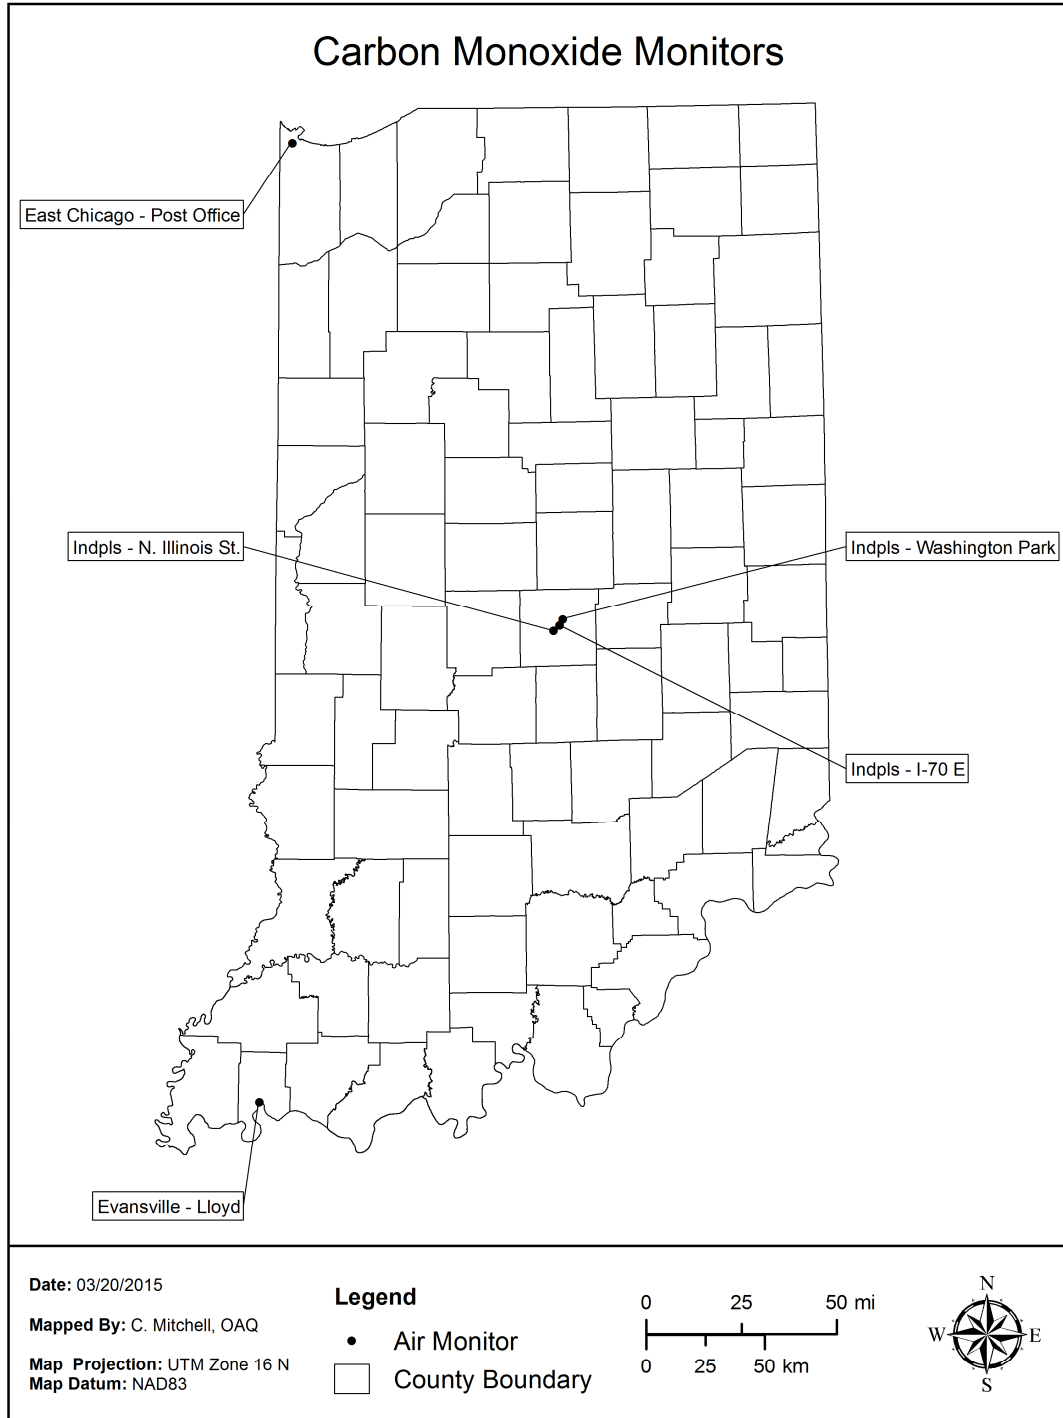 Carbon Monoxide Monitors
East Chicago - Post Office
Indpls - N. Illinois St.
Indpls - Washington Park
Indpls - I-70 E
Evansville - Lloyd
Date: 03/20/2015
Mapped By: C. Mitchell, OAQ
Map Projection: UTM Zone 16 N
Map Datum: NAD83
Legend
Air Monitor
County Boundary
0 25 50 mi
0 25 50 km
N
W E
S